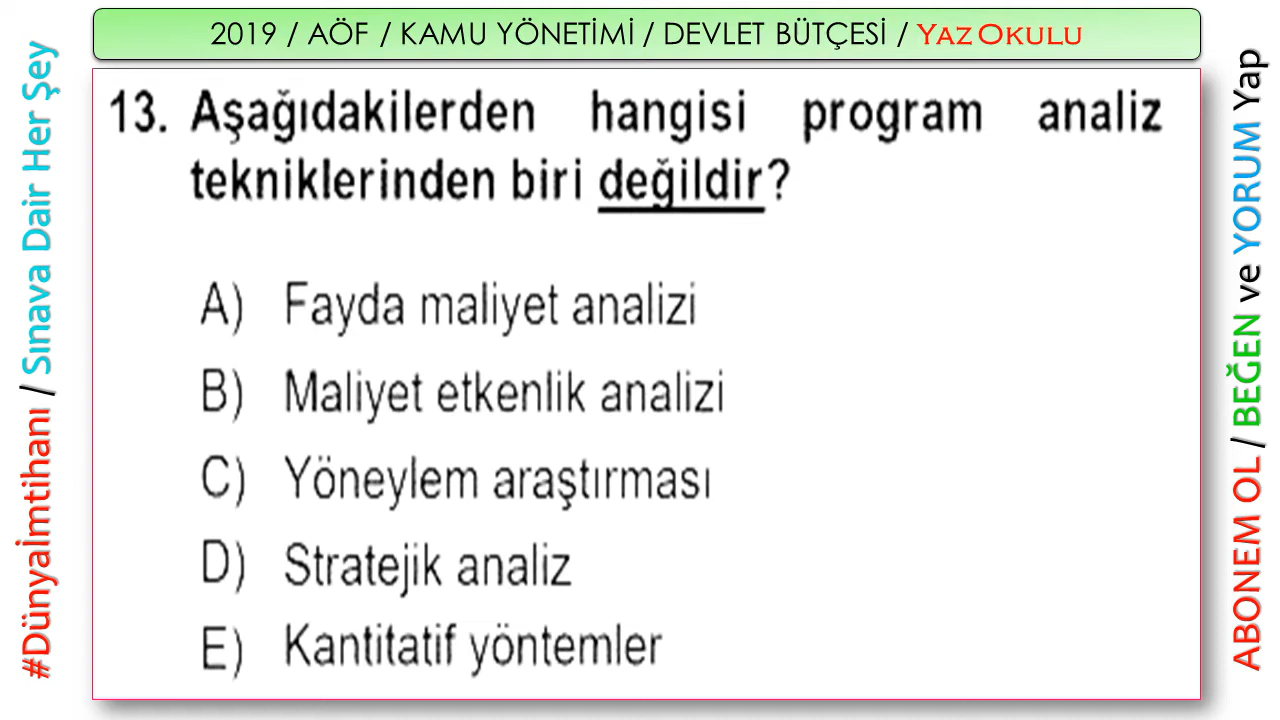 2019 / AÖF / KAMU YÖNETİMİ / DEVLET BÜTÇESİ / YAZ OKULU
#Dünyaİmtihanı / Sınava Dair Her Şey
13. Aşağıdakilerden hangisi program analiz
tekniklerinden biri değildir?
A) Fayda maliyet analizi
B) Maliyet etkenlik analizi
C) Yöneylem araştırması
D) Stratejik analiz
E) Kantitatif yöntemler
ABONEM OL / BEĞEN ve YORUM Yap